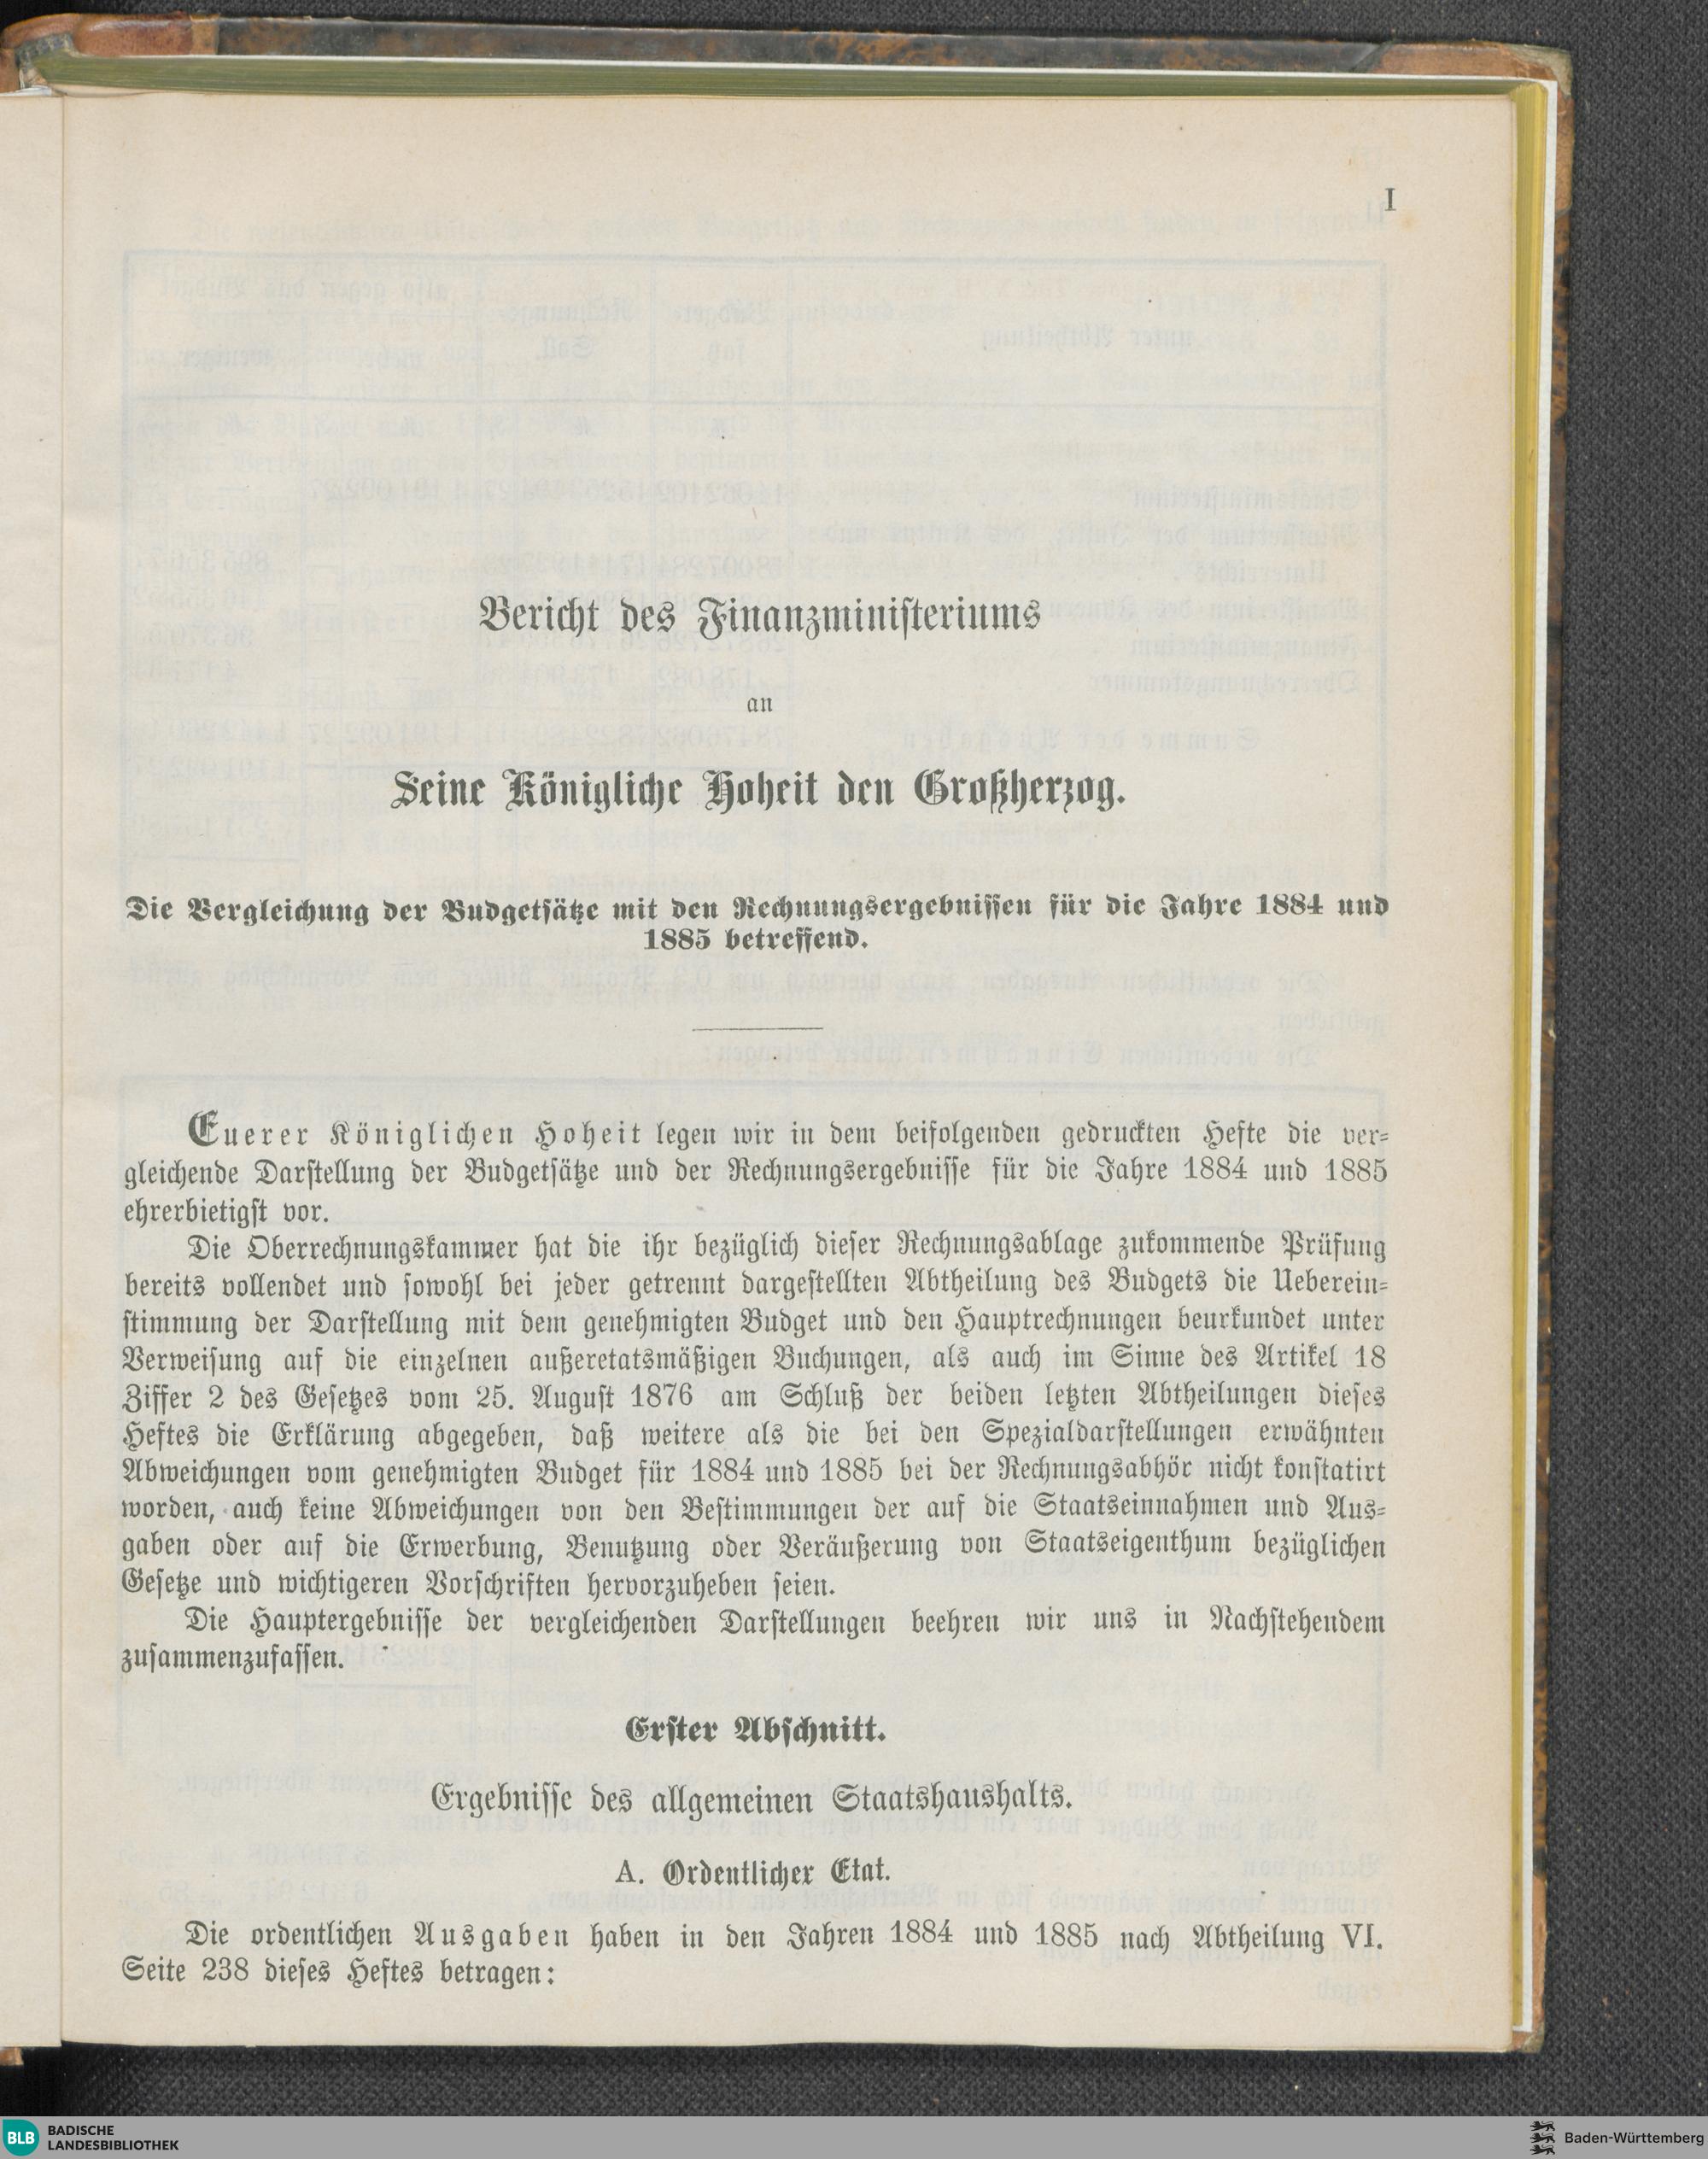 I
Bericht des Finanzministeriums
an
Seine Königliche Hoheit den Großherzog.
Die Vergleichung der Budgetsätze mit den Rechnungsergebnissen für die Jahre 1884 und
1885 betreffend.
Euerer Königlichen Hoheit legen wir in dem beifolgenden gedruckten Hefte die ver-
gleichende Darstellung der Budgetsätze und der Rechnungsergebnisse für die Jahre 1884 und 1885
ehrerbietigst vor.
Die Oberrechnungskammer hat die ihr bezüglich dieser Rechnungsablage zukommende Prüfung
bereits vollendet und sowohl bei jeder getrennt dargestellten Abtheilung des Budgets die Ueberein-
stimmung der Darstellung mit dem genehmigten Budget und den Hauptrechnungen beurkundet unter
Verweisung auf die einzelnen außeretatsmäßigen Buchungen, als auch im Sinne des Artikel 18
Ziffer 2 des Gesetzes vom 25. August 1876 am Schluß der beiden letzten Abtheilungen dieses
Heftes die Erklärung abgegeben, daß weitere als die bei den Spezialdarstellungen erwähnten
Abweichungen vom genehmigten Budget für 1884 und 1885 bei der Rechnungsabhör nicht konstatirt
worden, auch keine Abweichungen von den Bestimmungen der auf die Staatseinnahmen und Aus-
gaben oder auf die Erwerbung, Benutzung oder Veräußerung von Staatseigenthum bezüglichen
Gesetze und wichtigeren Vorschriften hervorzuheben seien.
Die Hauptergebnisse der vergleichenden Darstellungen beehren wir uns in Nachstehendem
zusammenzufassen.
Erster Abschnitt.
Ergebnisse des allgemeinen Staatshaushalts.
A. Ordentlicher Etat.
Die ordentlichen Ausgaben haben in den Jahren 1884 und 1885 nach Abtheilung VI.
Seite 238 dieses Heftes betragen:
BLB BADISCHE
LANDESBIBLIOTHEK
Baden-Württemberg